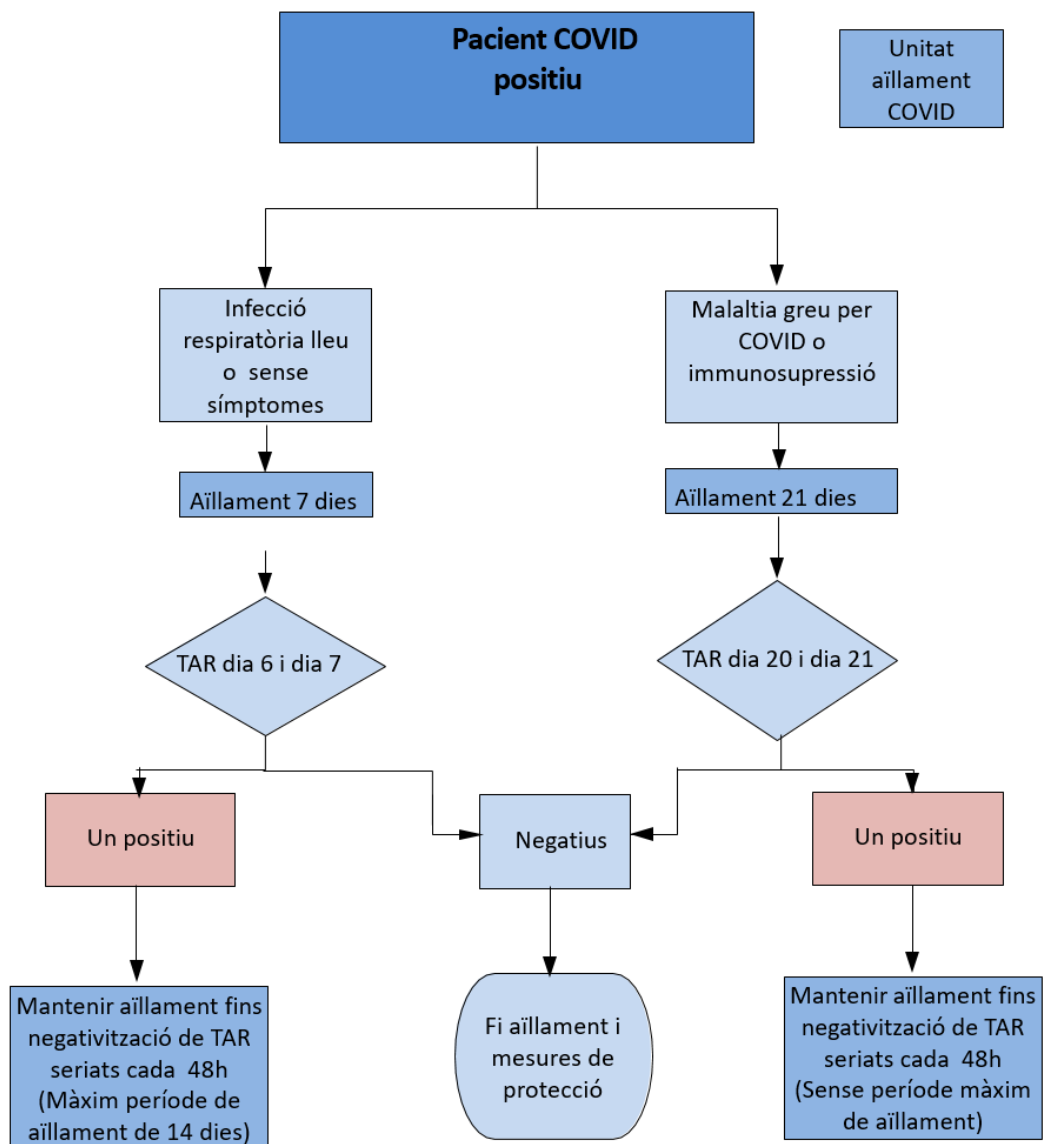 Pacient COVID
positiu
Unitat
aïllament
COVID
Infecció
respiratòria lleu
o sense
símptomes
Malaltia greu per
COVID o
immunosupressió
Aïllament 7 dies
Aïllament 21 dies
TAR dia 6 i dia 7
TAR dia 20 i dia 21
Un positiu
Negatius
Un positiu
Mantenir aïllament fins
negativització de TAR
seriats cada 48h
(Màxim període de
aïllament de 14 dies)
Fi aïllament i
mesures de
protecció
Mantenir aïllament fins
negativització de TAR
seriats cada 48h
(Sense període màxim
de aïllament)